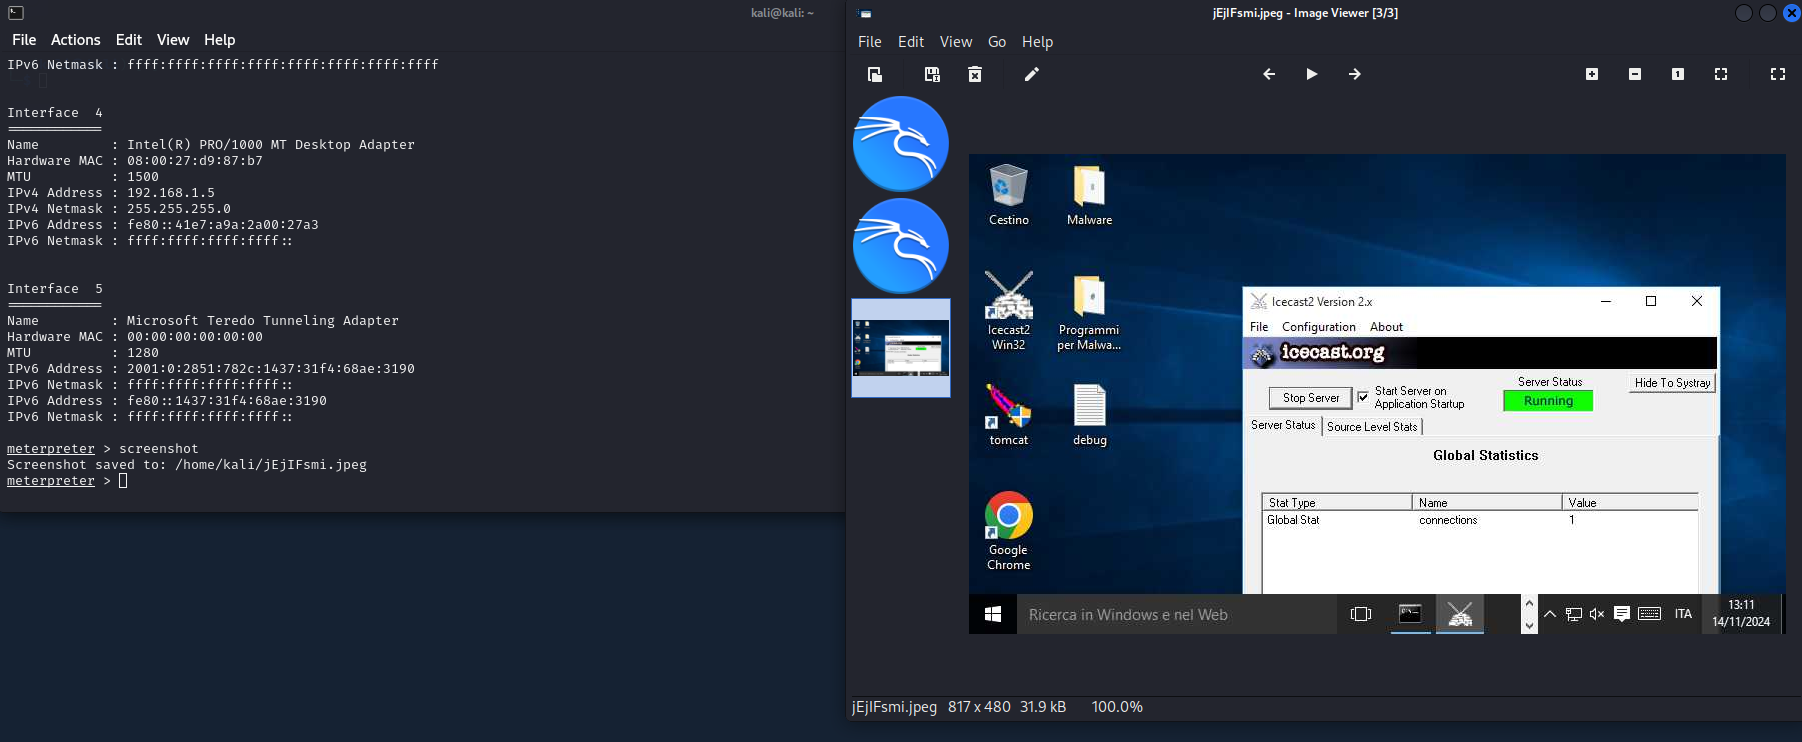 kali@kali: ~
File Actions Edit View Help
IPv6 Netmask : ffff:ffff:ffff:ffff:ffff:ffff:ffff:ffff
Interface  4
============
Name         : Intel(R) PRO/1000 MT Desktop Adapter
Hardware MAC : 08:00:27:d9:87:b7
MTU          : 1500
IPv4 Address : 192.168.1.5
IPv4 Netmask : 255.255.255.0
IPv6 Address : fe80::41e7:a9a:2a00:27a3
IPv6 Netmask : ffff:ffff:ffff:ffff::
Interface  5
============
Name         : Microsoft Teredo Tunneling Adapter
Hardware MAC : 00:00:00:00:00:00
MTU          : 1280
IPv6 Address : 2001:0:2851:782c:1437:31f4:68ae:3190
IPv6 Netmask : ffff:ffff:ffff:ffff::
IPv6 Address : fe80::1437:31f4:68ae:3190
IPv6 Netmask : ffff:ffff:ffff:ffff::
meterpreter > screenshot
Screenshot saved to: /home/kali/jEjIFsmi.jpeg
meterpreter >
jEjIFsmi.jpeg - Image Viewer [3/3]
File Edit View Go Help
Cestino
Malware
Icecast2
Win32
Programmi
per Malwa...
tomcat
debug
Google
Chrome
Icecast2 Version 2.x
File Configuration About
icecast.org
Stop Server
Start Server on
Application Startup
Server Status
Running
Hide To Systray
Server Status
Source Level Stats
Global Statistics
Stat Type Name Value
Global Stat connections 1
Ricerca in Windows e nel Web
ITA
13:11
14/11/2024
jEjIFsmi.jpeg 817 x 480 31.9 kB 100.0%